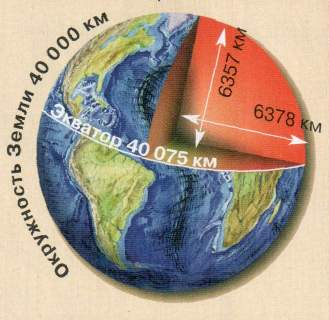 Окружность Земли 40 000 км
6357 км
6378 км
Экватор 40 075 км